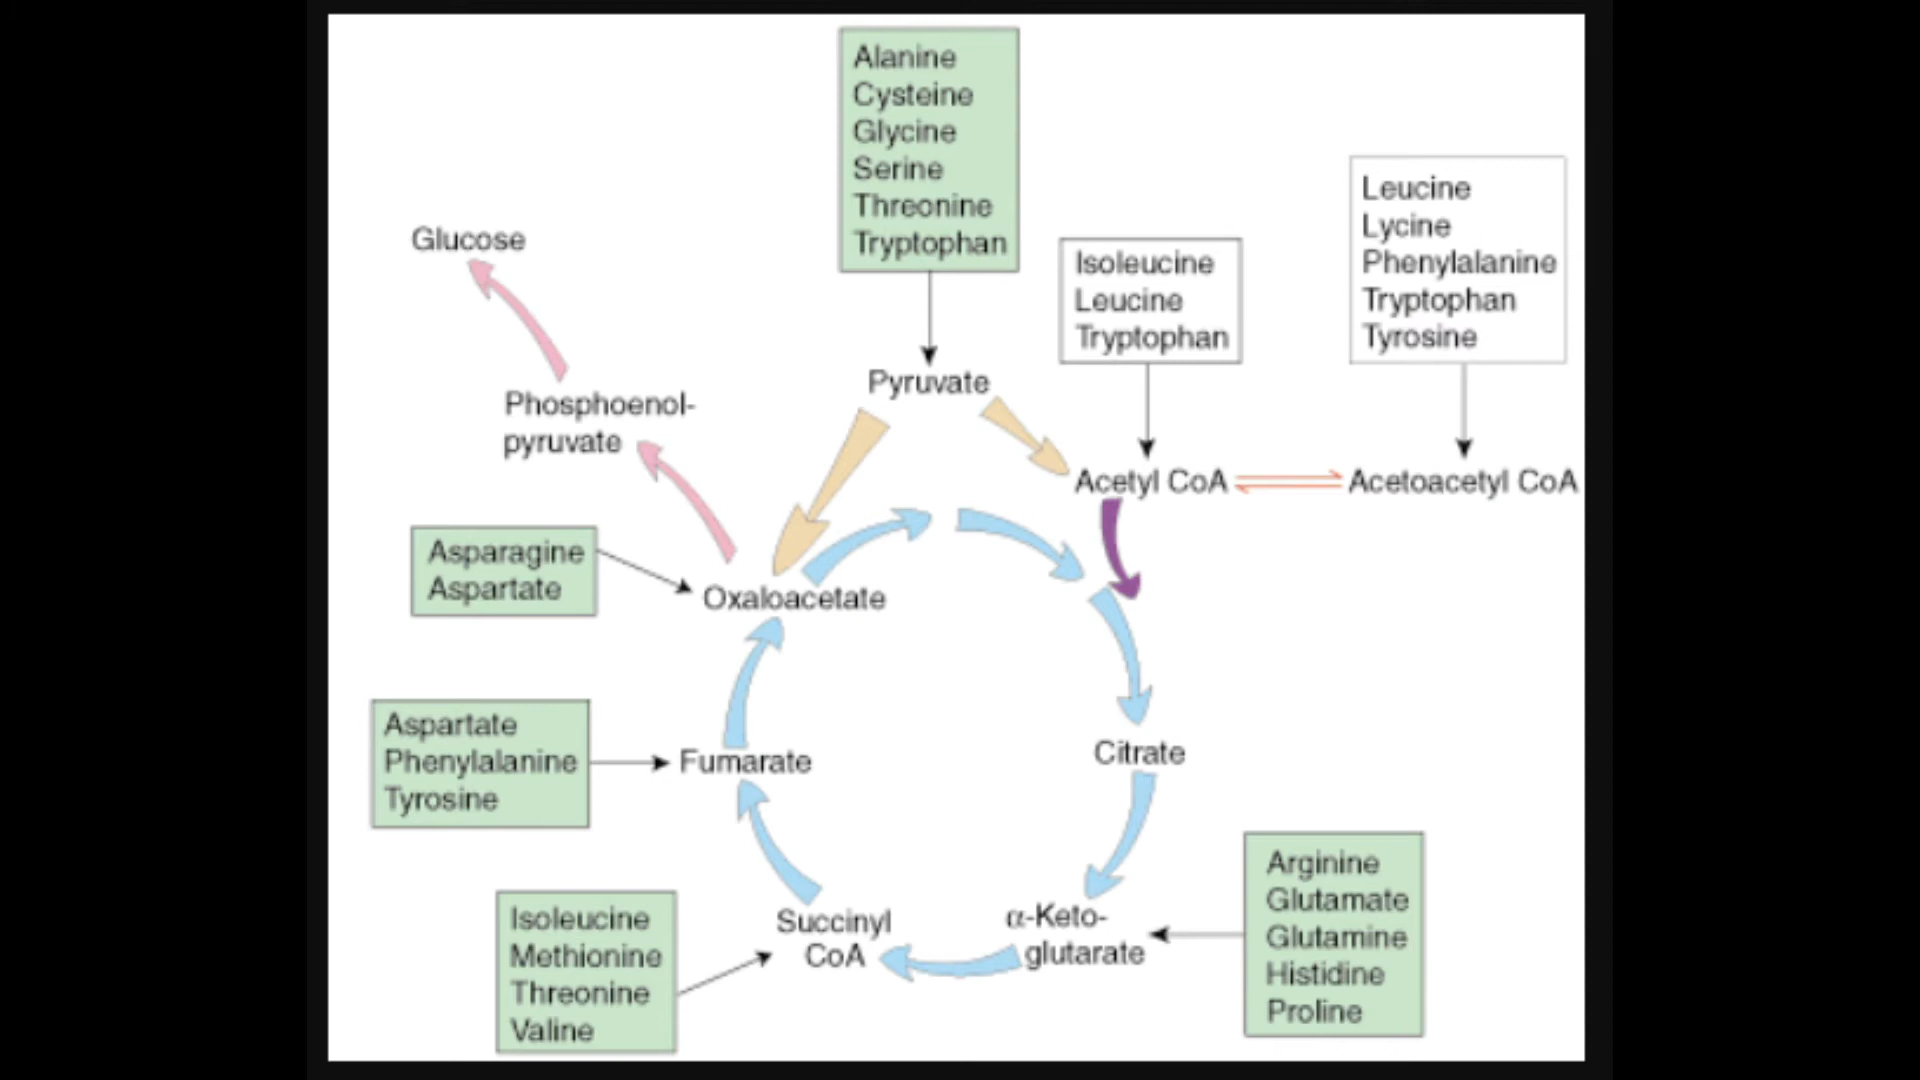 Alanine
Cysteine
Glycine
Serine
Threonine
Tryptophan
Leucine
Lycine
Phenylalanine
Tryptophan
Tyrosine
Glucose
Isoleucine
Leucine
Tryptophan
Pyruvate
Phosphoenol-
pyruvate
Acetyl CoA
Acetoacetyl CoA
Asparagine
Aspartate
Oxaloacetate
Aspartate
Phenylalanine
Tyrosine
Fumarate
Citrate
Isoleucine
Methionine
Threonine
Valine
Succinyl
CoA
α-Keto-
glutarate
Arginine
Glutamate
Glutamine
Histidine
Proline